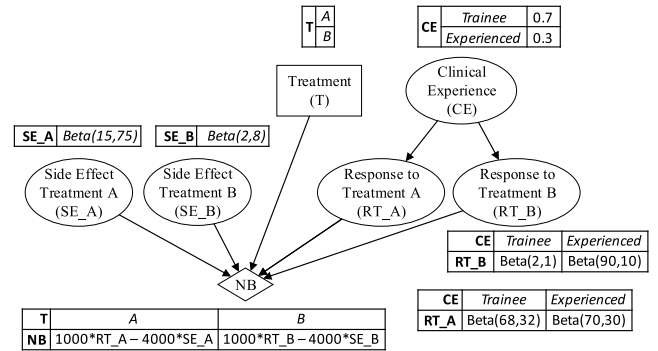 T A
B
CE Trainee 0.7
Experienced 0.3
Treatment
(T)
Clinical
Experience
(CE)
SE_A Beta(15,75)
SE_B Beta(2,8)
Side Effect
Treatment A
(SE_A)
Side Effect
Treatment B
(SE_B)
Response to
Treatment A
(RT_A)
Response to
Treatment B
(RT_B)
NB
CE Trainee Experienced
RT_B Beta(2,1) Beta(90,10)
CE Trainee Experienced
RT_A Beta(68,32) Beta(70,30)
T A B
NB 1000*RT_A – 4000*SE_A 1000*RT_B – 4000*SE_B